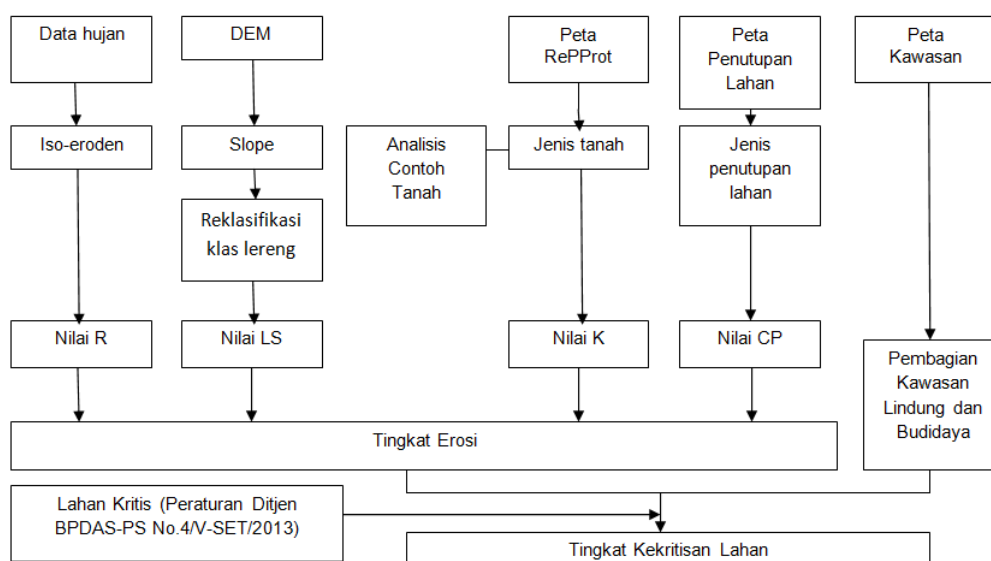 Data hujan
DEM
Peta
RePProt
Peta
Penutupan
Lahan
Peta
Kawasan
Iso-eroden
Slope
Analisis
Contoh
Tanah
Jenis tanah
Jenis
penutupan
lahan
Reklasifikasi
klas lereng
Nilai R
Nilai LS
Nilai K
Nilai CP
Pembagian
Kawasan
Lindung dan
Budidaya
Tingkat Erosi
Lahan Kritis (Peraturan Ditjen
BPDAS-PS No.4/V-SET/2013)
Tingkat Kekritisan Lahan